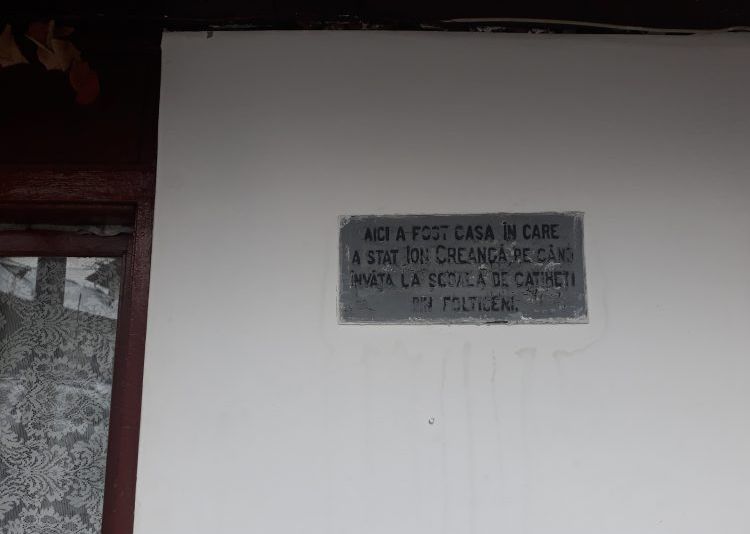 AICI A FOST CASA ÎN CARE
A STAT ION CREANGĂ PE CÂND
ÎNVĂȚA LA ȘCOALA DE CATIHEȚI
DIN FOLTICENI.